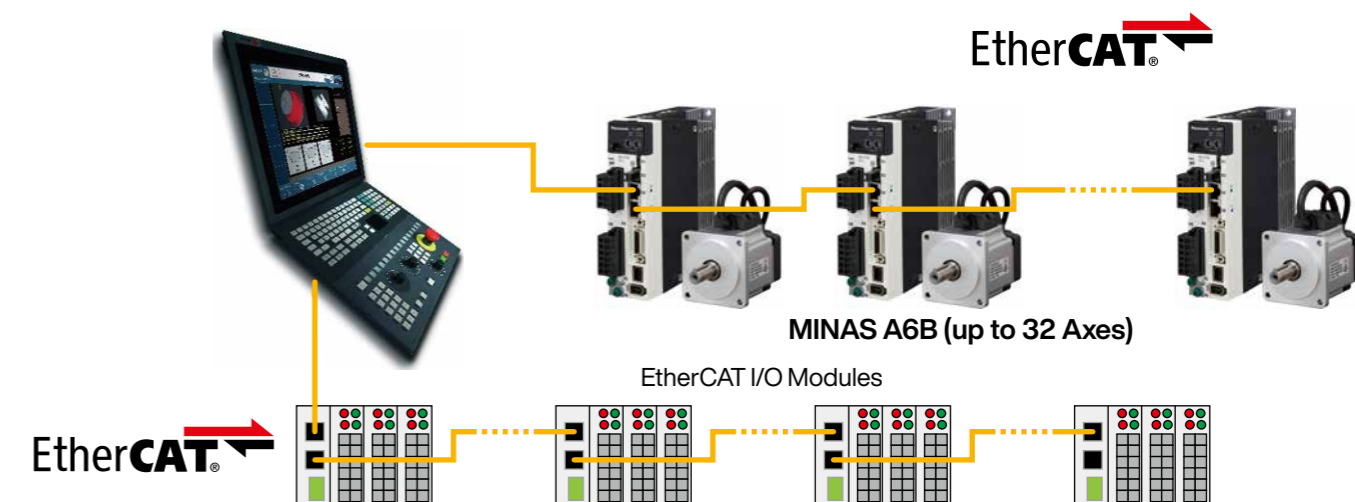 EtherCAT®
MINAS A6B (up to 32 Axes)
EtherCAT I/O Modules
EtherCAT®